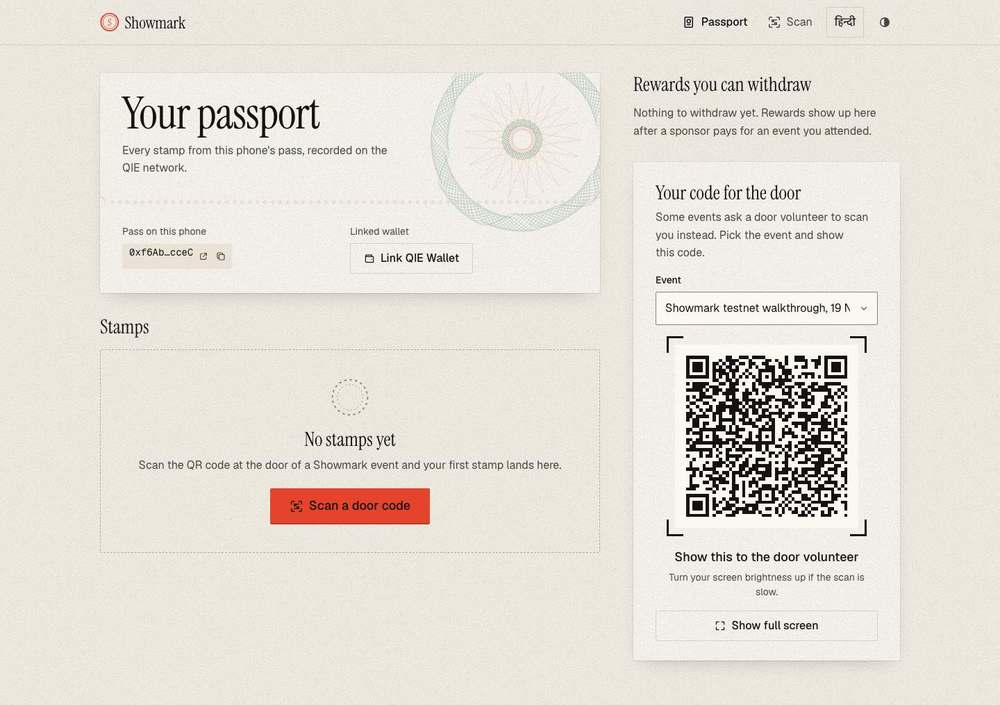 Showmark
Passport
Scan
हिन्दी
Your passport
Every stamp from this phone's pass, recorded on the
QIE network.
Pass on this phone
0xf6Ab…cceC
Linked wallet
Link QIE Wallet
Stamps
No stamps yet
Scan the QR code at the door of a Showmark event and your first stamp lands here.
Scan a door code
Rewards you can withdraw
Nothing to withdraw yet. Rewards show up here
after a sponsor pays for an event you attended.
Your code for the door
Some events ask a door volunteer to scan
you instead. Pick the event and show
this code.
Event
Showmark testnet walkthrough, 19 N
Show this to the door volunteer
Turn your screen brightness up if the scan is
slow.
Show full screen